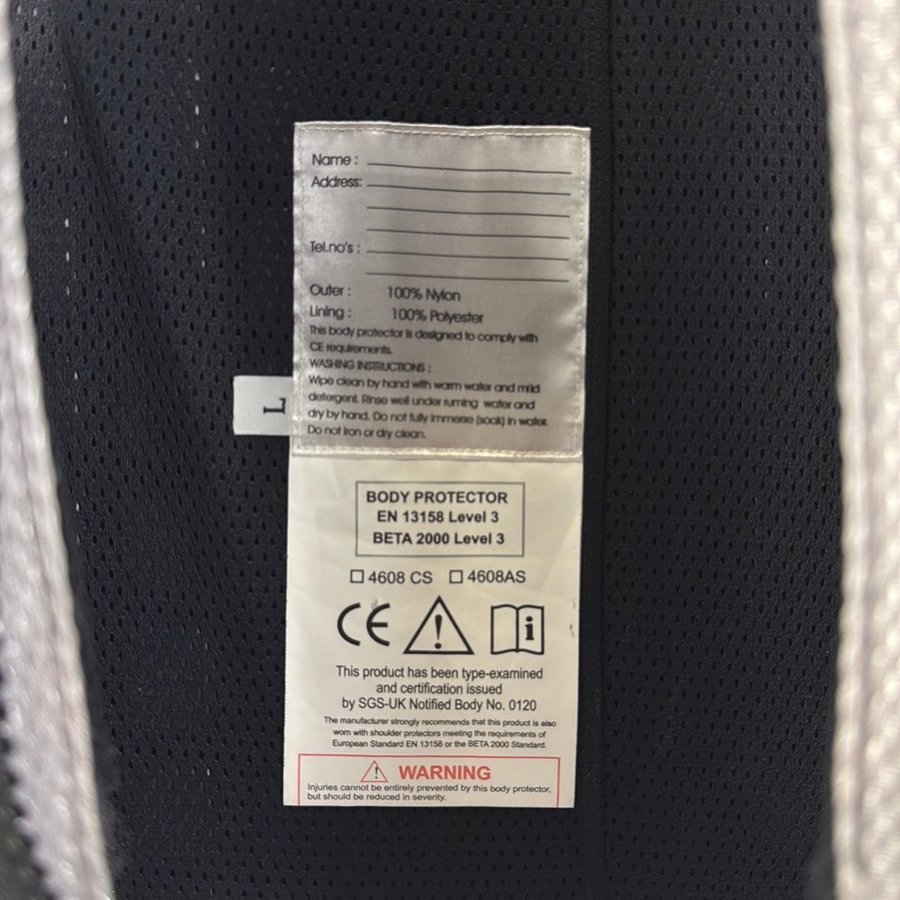 Name :
Address:
Tel.no's :
Outer : 100% Nylon
Lining : 100% Polyester
This body protector is designed to comply with
CE requirements.
WASHING INSTRUCTIONS :
Wipe clean by hand with warm water and mild
detergent. Rinse well under running water and
dry by hand. Do not fully immerse (soak) in water.
Do not iron or dry clean.
L
BODY PROTECTOR
EN 13158 Level 3
BETA 2000 Level 3
☐ 4608 CS ☐ 4608AS
CE ! i
This product has been type-examined
and certification issued
by SGS-UK Notified Body No. 0120
The manufacturer strongly recommends that this product is also
worn with shoulder protectors meeting the requirements of
European Standard EN 13158 or the BETA 2000 Standard.
! WARNING
Injuries cannot be entirely prevented by this body protector,
but should be reduced in severity.